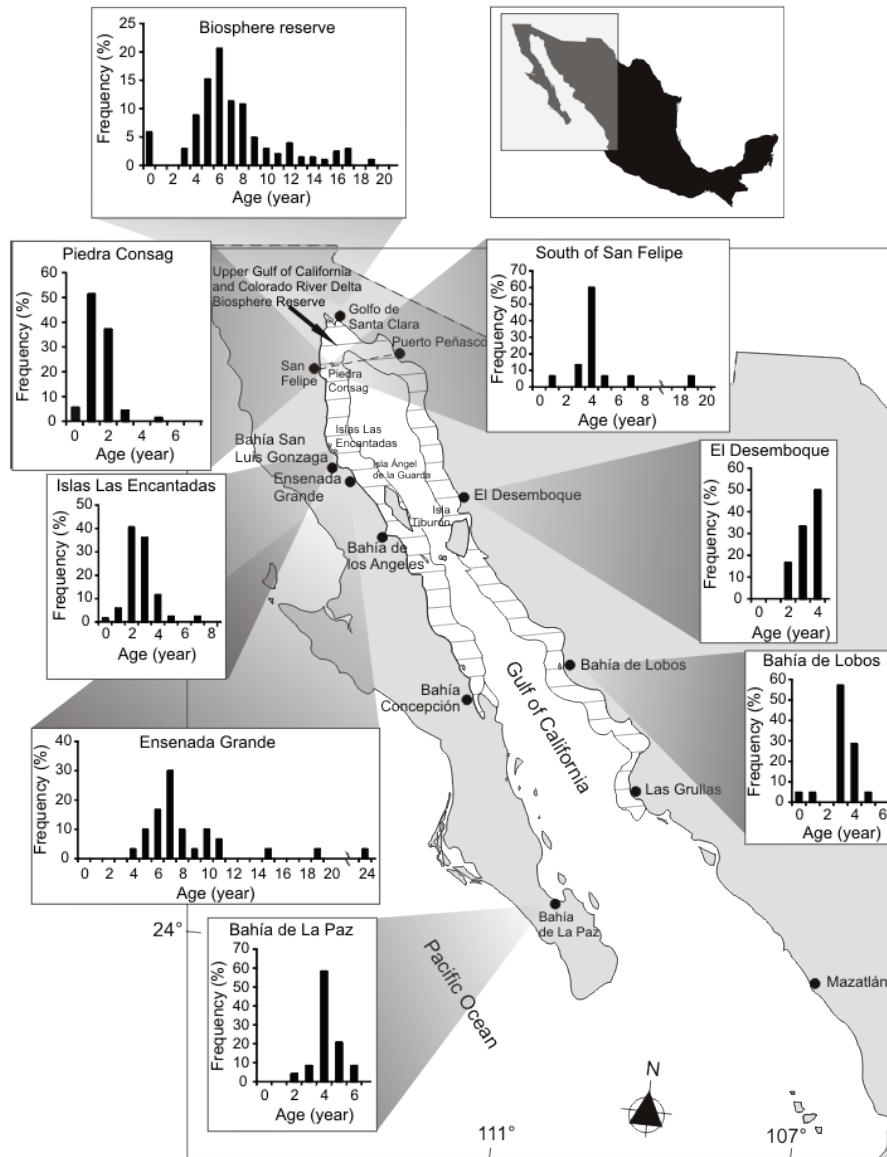 Biosphere reserve
Frequency (%)
25
20
15
10
5
0
0 2 4 6 8 10 12 14 16 18 20
Age (year)
Piedra Consag
Frequency (%)
60
50
40
30
20
10
0
0 2 4 6
Age (year)
Upper Gulf of California
and Colorado River Delta
Biosphere Reserve
Golfo de
Santa Clara
Puerto Peñasco
San
Felipe
Piedra
Consag
South of San Felipe
Frequency (%)
70
60
50
40
30
20
10
0
0 2 4 6 8 18 20
Age (year)
Islas Las
Encantadas
Bahía San
Luis Gonzaga
Isla Ángel
de la Guarda
Ensenada
Grande
El Desemboque
Isla
Tiburón
Bahía de
los Angeles
Islas Las Encantadas
Frequency (%)
50
40
30
20
10
0
0 2 4 6 8
Age (year)
El Desemboque
Frequency (%)
60
50
40
30
20
10
0
0 2 4
Age (year)
Bahía de Lobos
Gulf of California
Bahía
Concepción
Las Grullas
Bahía de Lobos
Frequency (%)
60
50
40
30
20
10
0
0 2 4 6
Age (year)
Ensenada Grande
Frequency (%)
40
30
20
10
0
0 2 4 6 8 10 12 14 16 18 20 24
Age (year)
24°
Bahía
de La Paz
Bahía de La Paz
Frequency (%)
70
60
50
40
30
20
10
0
0 2 4 6
Age (year)
Pacific Ocean
Mazatlán
N
111°
107°